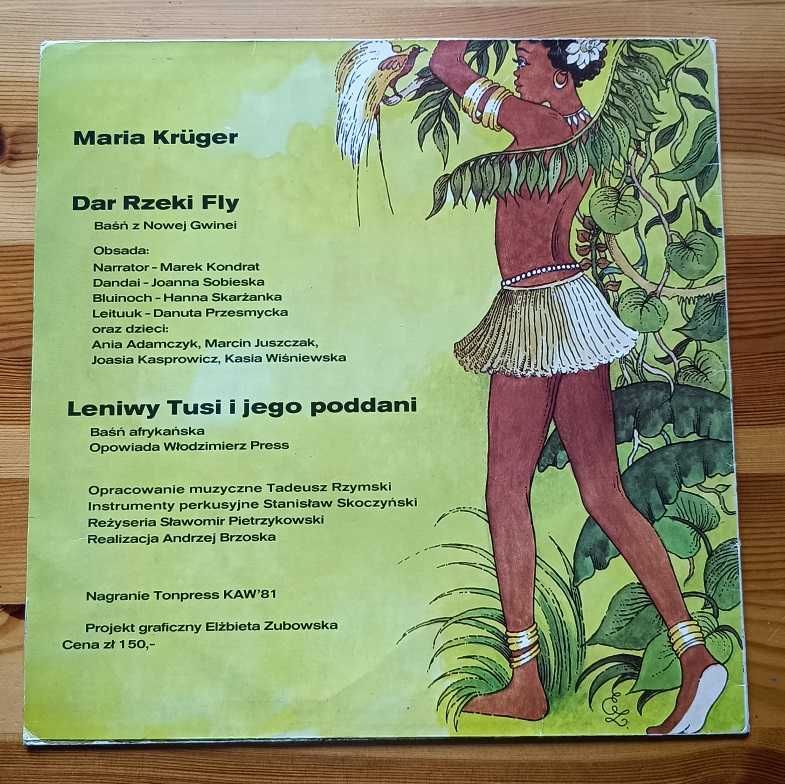 Maria Krüger
Dar Rzeki Fly
Baśń z Nowej Gwinei
Obsada:
Narrator - Marek Kondrat
Dandai - Joanna Sobieska
Bluinoch - Hanna Skarżanka
Leituuk - Danuta Przesmycka
oraz dzieci:
Ania Adamczyk, Marcin Juszczak,
Joasia Kasprowicz, Kasia Wiśniewska
Leniwy Tusi i jego poddani
Baśń afrykańska
Opowiada Włodzimierz Press
Opracowanie muzyczne Tadeusz Rzymski
Instrumenty perkusyjne Stanisław Skoczyński
Reżyseria Sławomir Pietrzykowski
Realizacja Andrzej Brzoska
Nagranie Tonpress KAW'81
Projekt graficzny Elżbieta Zubowska
Cena zł 150,-